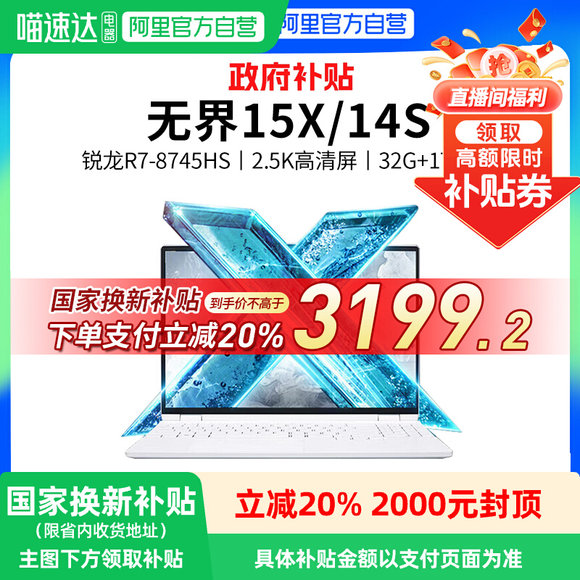 喵速达电器 阿里官方自营 阿里官方自营
政府补贴
无界15X/14S
锐龙R7-8745HS 2.5K高清屏 32G+1
抢
直播间福利
领取
高额限时
补贴券
国家换新补贴 到手价不高于
下单支付立减20%
3199.2
国家换新补贴
(限省内收货地址)
主图下方领取补贴
立减20% 2000元封顶
具体补贴金额以支付页面为准